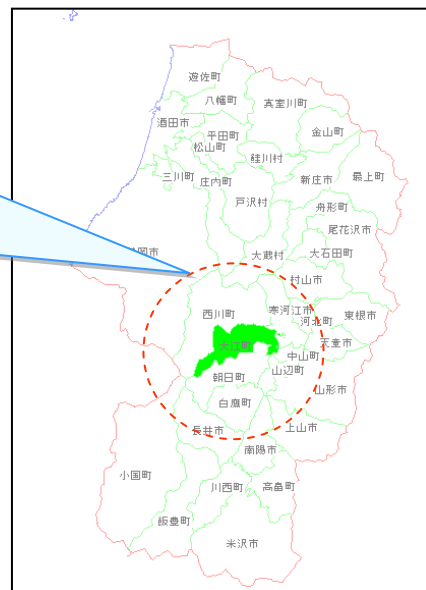 遊佐町
八幡町
真室川町
酒田市
平田町
金山町
松山町
鮭川村
三川町
庄内町
新庄市
最上町
戸沢村
舟形町
尾花沢市
岡市
大蔵村
大石田町
村山市
西川町
寒河江市
河北町
東根市
大江町
天童市
中山町
山辺町
朝日町
山形市
白鷹町
長井市
上山市
南陽市
小国町
川西町
高畠町
飯豊町
米沢市